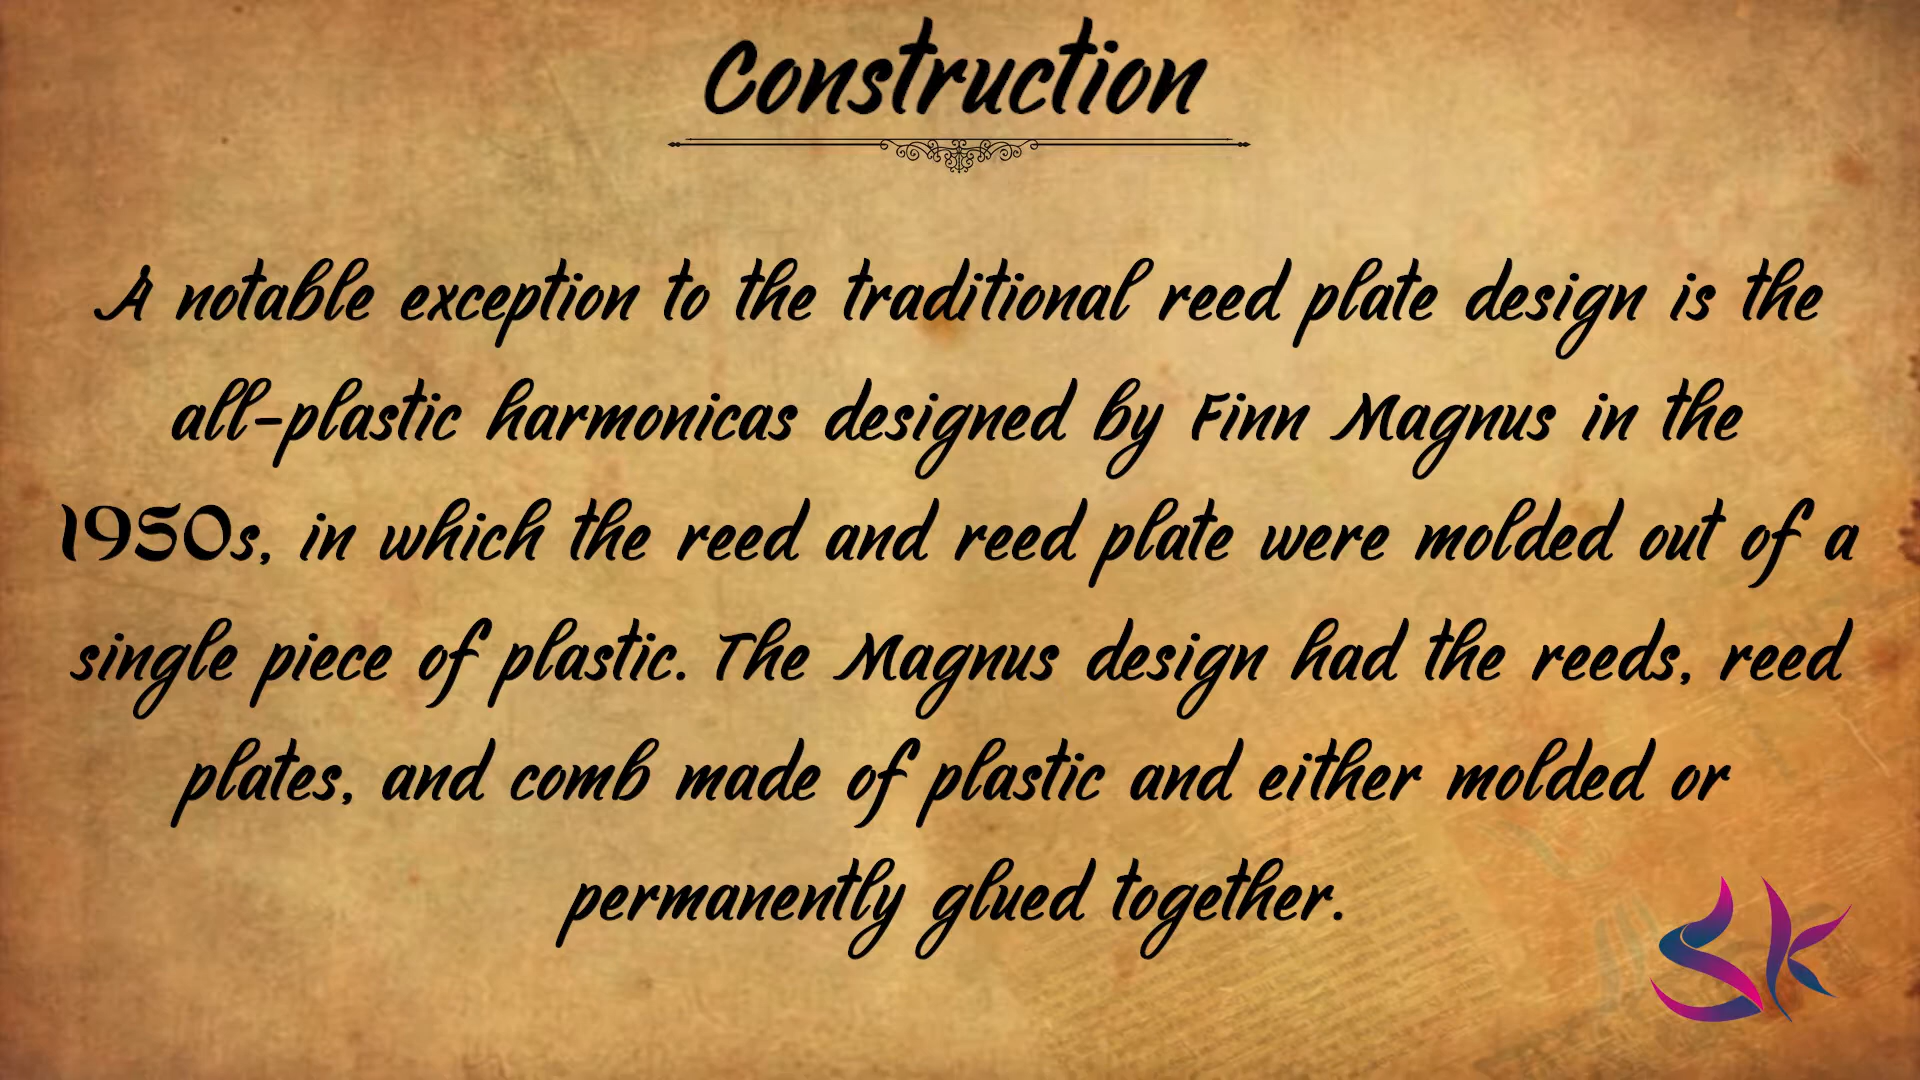 Construction
A notable exception to the traditional reed plate design is the
all-plastic harmonicas designed by Finn Magnus in the
1950s, in which the reed and reed plate were molded out of a
single piece of plastic. The Magnus design had the reeds, reed
plates, and comb made of plastic and either molded or
permanently glued together.
SK